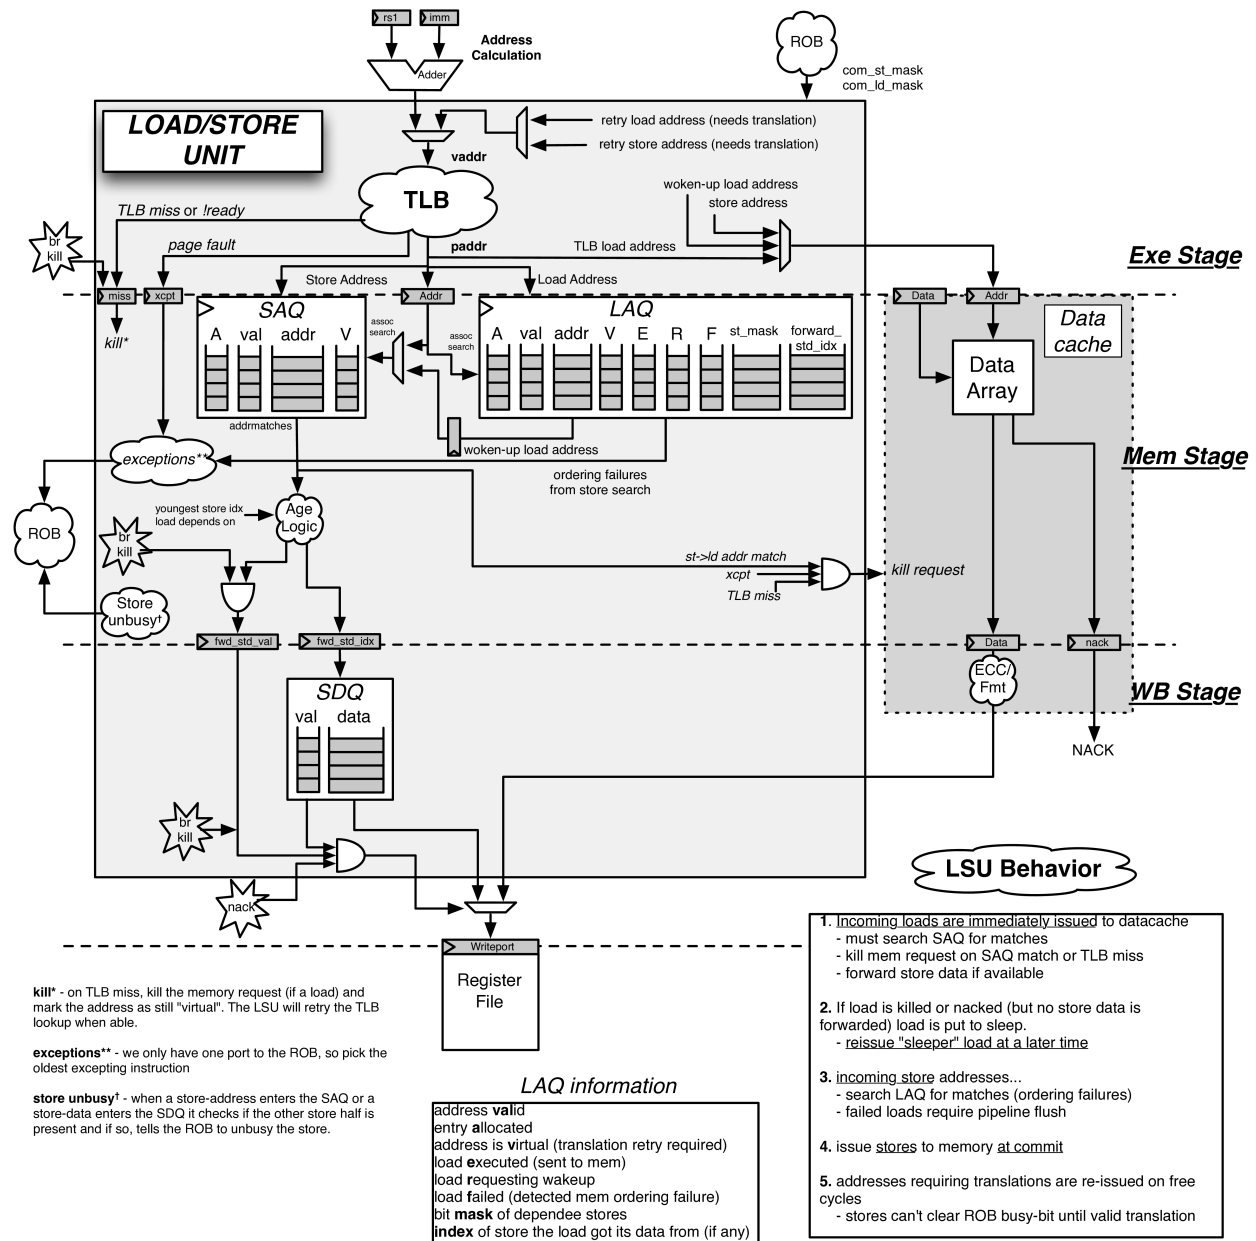 rs1
imm
Address
Calculation
Adder
ROB
com_st_mask
com_ld_mask
LOAD/STORE
UNIT
retry load address (needs translation)
retry store address (needs translation)
vaddr
TLB
woken-up load address
store address
TLB miss or !ready
br
kill
page fault
paddr
TLB load address
Exe Stage
Store Address
Load Address
miss
xcpt
Addr
Data
Addr
kill*
SAQ
A
val
addr
V
assoc
search
assoc
search
LAQ
A
val
addr
V
E
R
F
st_mask
forward_
std_idx
Data
cache
Data
Array
addrmatches
woken-up load address
exceptions**
ordering failures
from store search
Mem Stage
youngest store idx
load depends on
Age
Logic
ROB
br
kill
st->ld addr match
xcpt
TLB miss
kill request
Store
unbusy†
fwd_std_val
fwd_std_idx
Data
nack
ECC/
Fmt
WB Stage
SDQ
val
data
NACK
br
kill
nack
LSU Behavior
Writeport
Register
File
1. Incoming loads are immediately issued to datacache
- must search SAQ for matches
- kill mem request on SAQ match or TLB miss
- forward store data if available
2. If load is killed or nacked (but no store data is
forwarded) load is put to sleep.
- reissue "sleeper" load at a later time
3. incoming store addresses...
- search LAQ for matches (ordering failures)
- failed loads require pipeline flush
4. issue stores to memory at commit
5. addresses requiring translations are re-issued on free
cycles
- stores can't clear ROB busy-bit until valid translation
kill* - on TLB miss, kill the memory request (if a load) and
mark the address as still "virtual". The LSU will retry the TLB
lookup when able.
exceptions** - we only have one port to the ROB, so pick the
oldest excepting instruction
store unbusy† - when a store-address enters the SAQ or a
store-data enters the SDQ it checks if the other store half is
present and if so, tells the ROB to unbusy the store.
LAQ information
address valid
entry allocated
address is virtual (translation retry required)
load executed (sent to mem)
load requesting wakeup
load failed (detected mem ordering failure)
bit mask of dependee stores
index of store the load got its data from (if any)